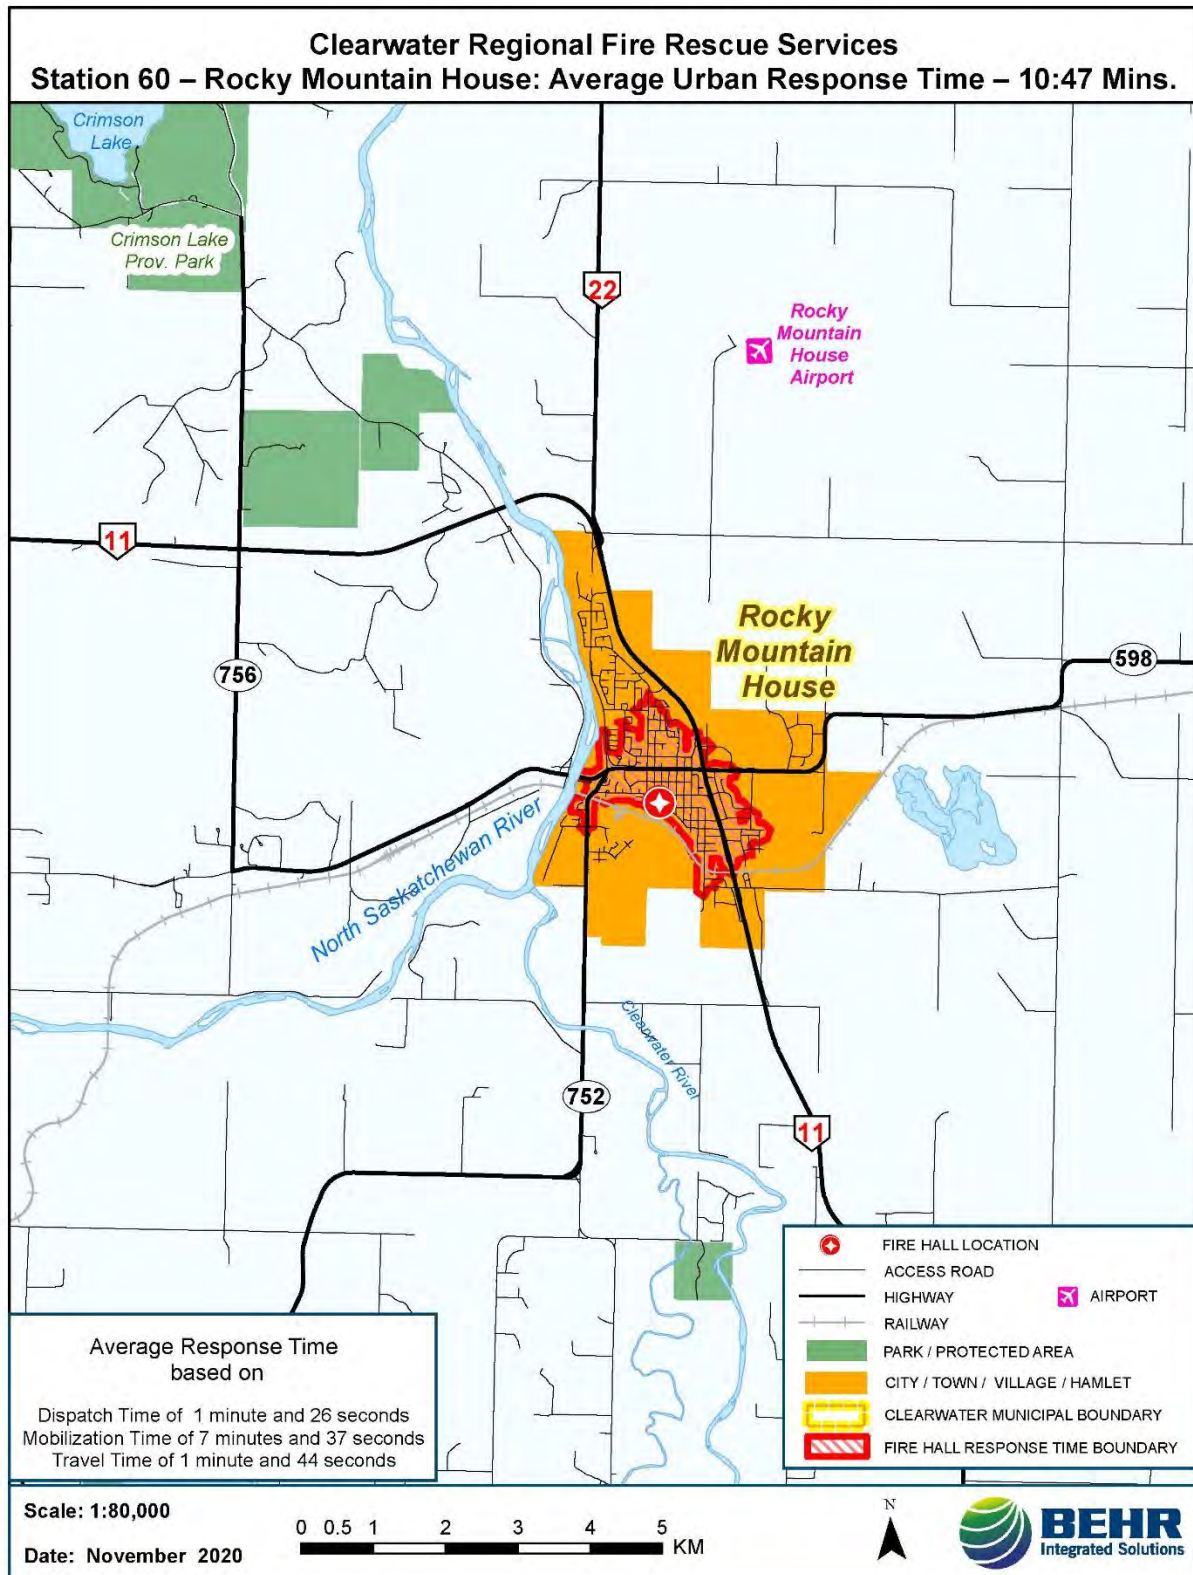 Clearwater Regional Fire Rescue Services
Station 60 – Rocky Mountain House: Average Urban Response Time – 10:47 Mins.
Crimson
Lake
Crimson Lake
Prov. Park
22
Rocky
Mountain
House
Airport
11
Rocky
Mountain
House
598
756
North Saskatchewan River
Clearwater River
752
11
FIRE HALL LOCATION
ACCESS ROAD
HIGHWAY
AIRPORT
RAILWAY
PARK / PROTECTED AREA
CITY / TOWN / VILLAGE / HAMLET
CLEARWATER MUNICIPAL BOUNDARY
FIRE HALL RESPONSE TIME BOUNDARY
Average Response Time
based on
Dispatch Time of 1 minute and 26 seconds
Mobilization Time of 7 minutes and 37 seconds
Travel Time of 1 minute and 44 seconds
Scale: 1:80,000
Date: November 2020
0 0.5 1 2 3 4 5
KM
N
BEHR
Integrated Solutions